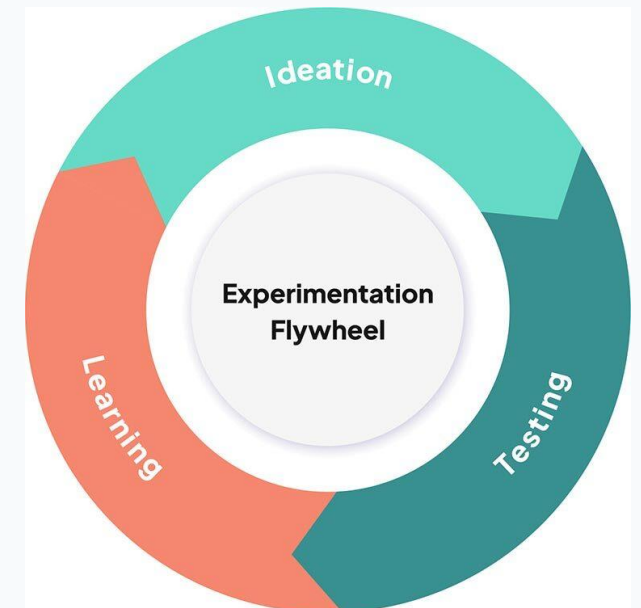 Ideation
Experimentation
Flywheel
Testing
Learning